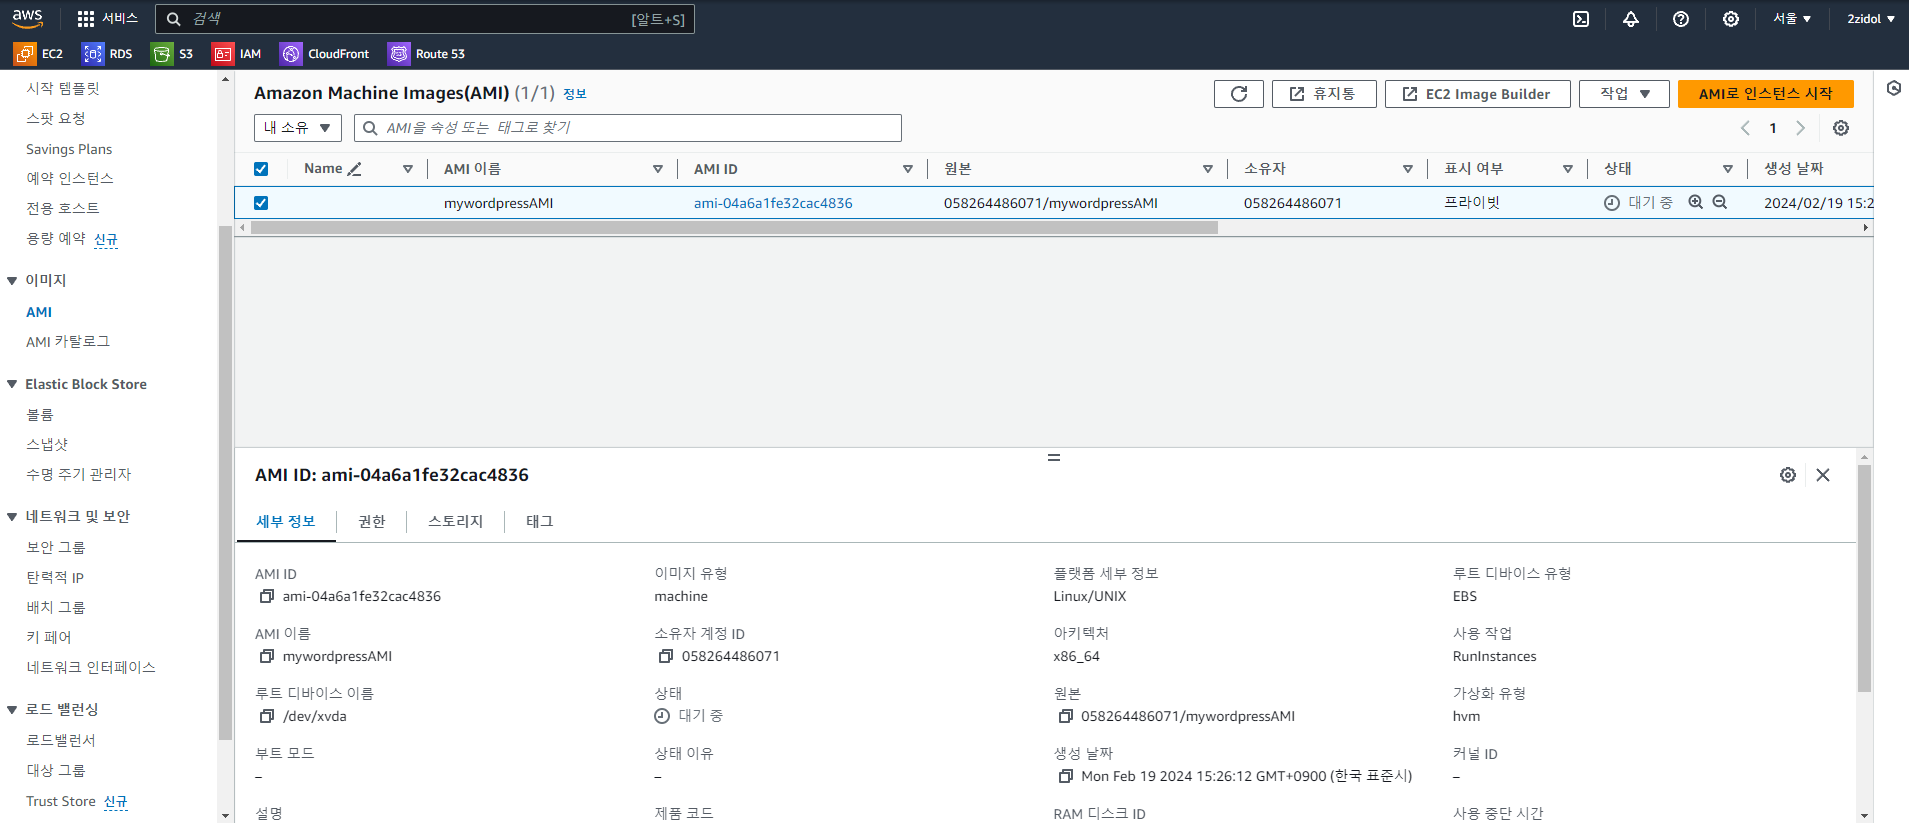 aws 서비스 검색 [알트+S] 서울 ▼ 2zidol ▼
EC2 RDS S3 IAM CloudFront Route 53
시작 템플릿
스팟 요청
Savings Plans
예약 인스턴스
전용 호스트
용량 예약 신규
이미지
AMI
AMI 카탈로그
Elastic Block Store
볼륨
스냅샷
수명 주기 관리자
네트워크 및 보안
보안 그룹
탄력적 IP
배치 그룹
키 페어
네트워크 인터페이스
로드 밸런싱
로드밸런서
대상 그룹
Trust Store 신규
Amazon Machine Images(AMI) (1/1) 정보 휴지통 EC2 Image Builder 작업 ▼ AMI로 인스턴스 시작
내 소유 ▼ AMI을 속성 또는 태그로 찾기 1
Name AMI 이름 AMI ID 원본 소유자 표시 여부 상태 생성 날짜
mywordpressAMI ami-04a6a1fe32cac4836 058264486071/mywordpressAMI 058264486071 프라이빗 대기 중 2024/02/19 15:2
AMI ID: ami-04a6a1fe32cac4836
세부 정보 권한 스토리지 태그
AMI ID 이미지 유형 플랫폼 세부 정보 루트 디바이스 유형
ami-04a6a1fe32cac4836 machine Linux/UNIX EBS
AMI 이름 소유자 계정 ID 아키텍처 사용 작업
mywordpressAMI 058264486071 x86_64 RunInstances
루트 디바이스 이름 상태 원본 가상화 유형
/dev/xvda 대기 중 058264486071/mywordpressAMI hvm
부트 모드 상태 이유 생성 날짜 커널 ID
– – Mon Feb 19 2024 15:26:12 GMT+0900 (한국 표준시) –
설명 제품 코드 RAM 디스크 ID 사용 중단 시간